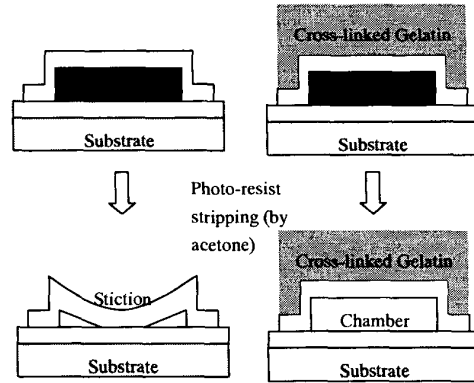 Cross-linked Gelatin
Substrate
Substrate
Photo-resist
stripping (by
acetone)
Cross-linked Gelatin
Stiction
Chamber
Substrate
Substrate